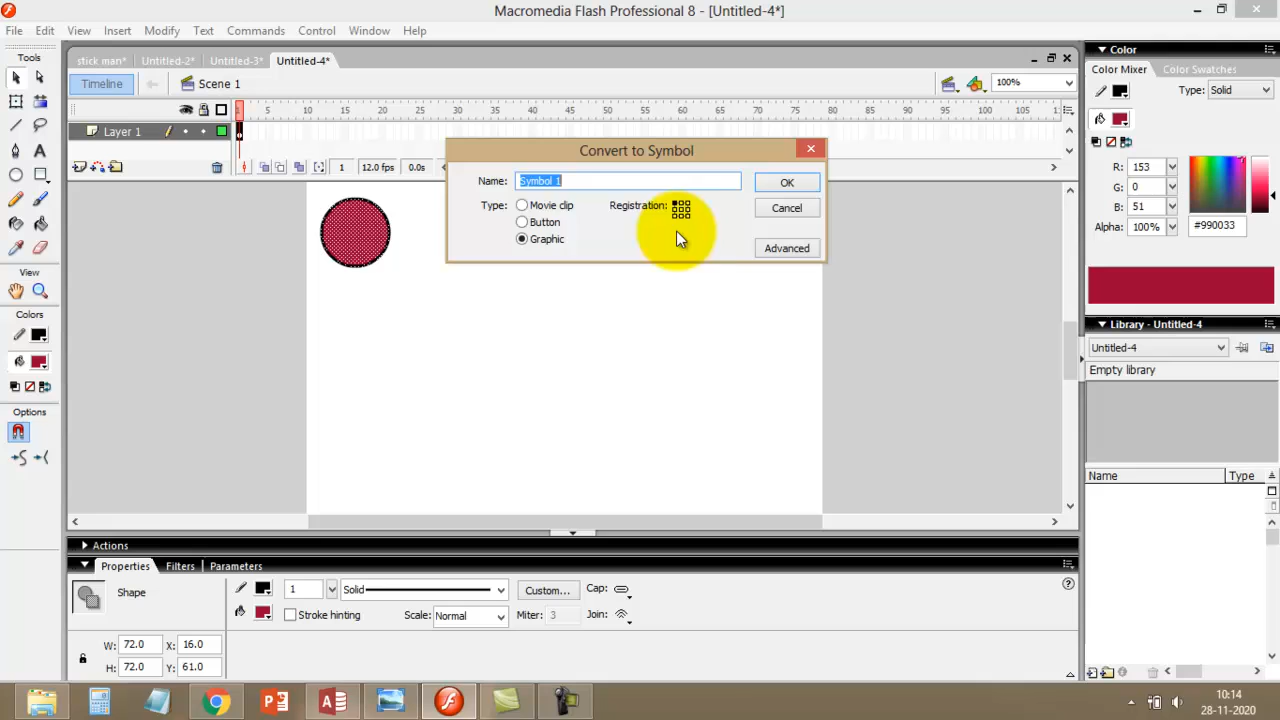 Macromedia Flash Professional 8 - [Untitled-4*]
File Edit View Insert Modify Text Commands Control Window Help
Tools
stick man* Untitled-2* Untitled-3* Untitled-4*
Timeline Scene 1 100%
5 10 15 20 25 30 35 40 45 50 55 60 65 70 75 80 85 90 95 100 105 11
Layer 1
1 12.0 fps 0.0s
Convert to Symbol
Name: Symbol 1 OK
Type: Movie clip Registration: Cancel
Button
Graphic Advanced
View
Colors
Options
Color
Color Mixer Color Swatches
Type: Solid
R: 153
G: 0
B: 51
Alpha: 100% #990033
Library - Untitled-4
Untitled-4
Empty library
Name Type
Actions
Properties Filters Parameters
Shape 1 Solid Custom... Cap:
Stroke hinting Scale: Normal Miter: 3 Join:
W: 72.0 X: 16.0
H: 72.0 Y: 61.0
10:14
28-11-2020